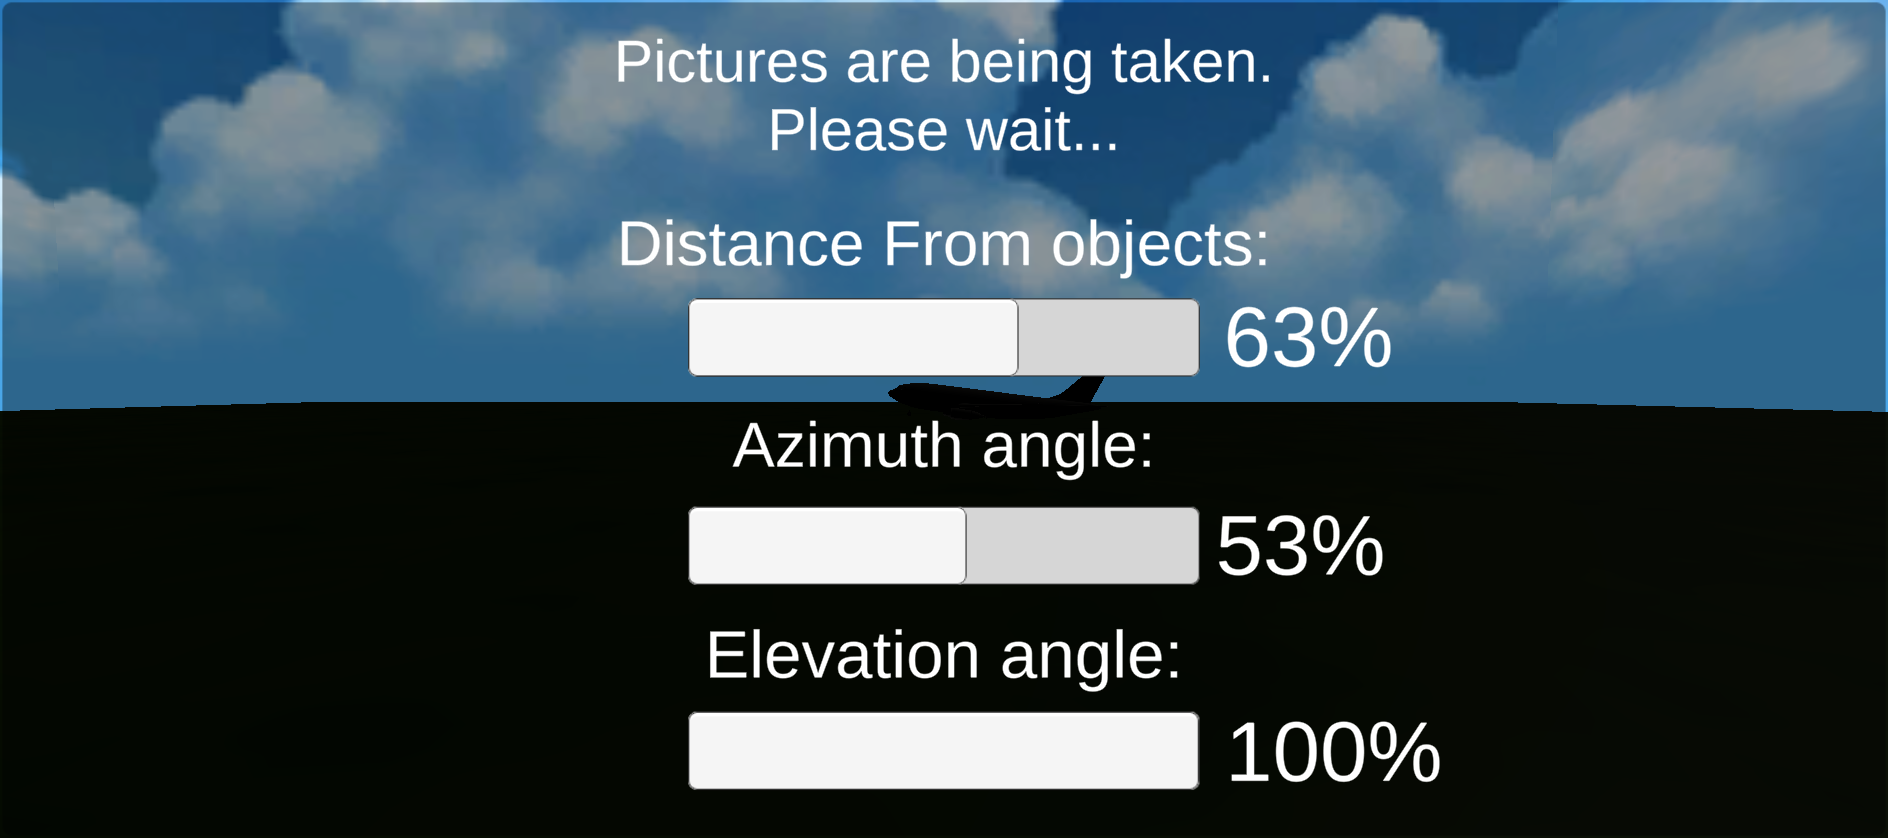 Pictures are being taken.
Please wait...
Distance From objects:
63%
Azimuth angle:
53%
Elevation angle:
100%